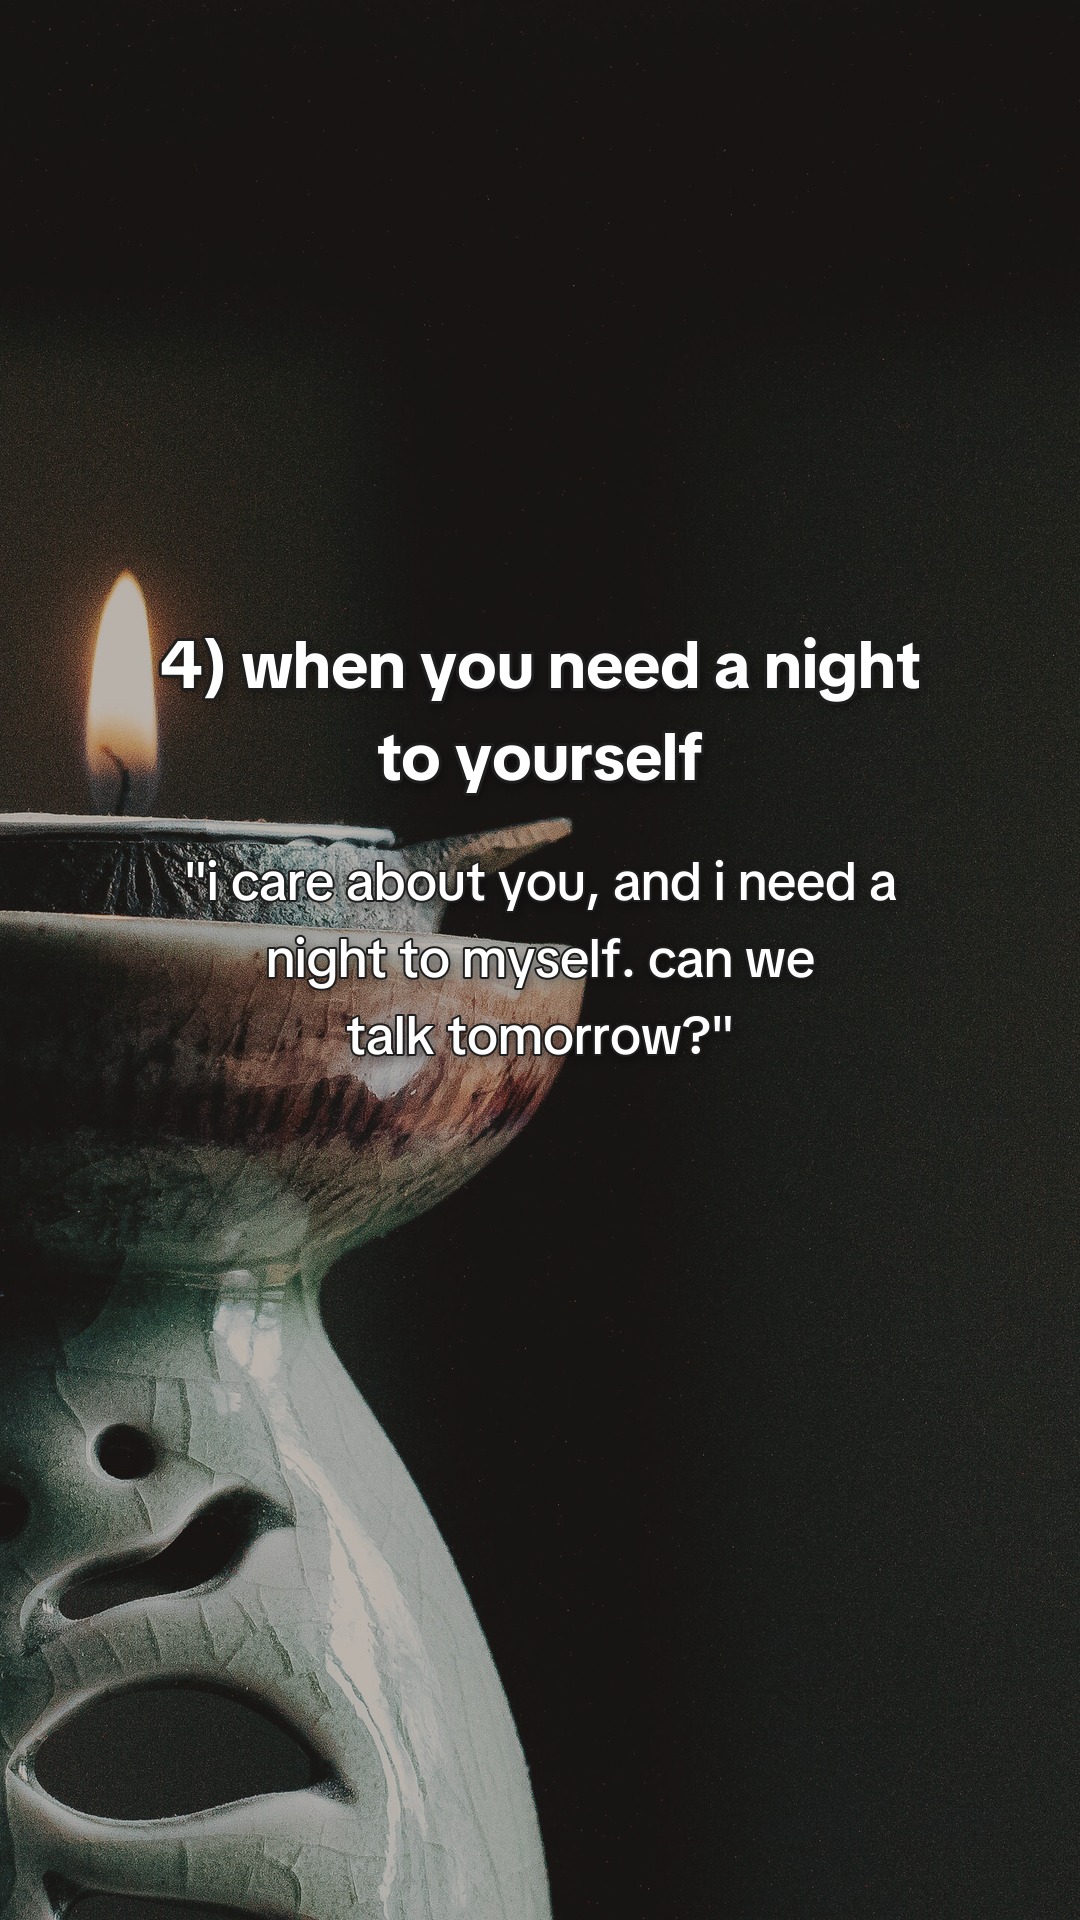 4) when you need a night
to yourself
"i care about you, and i need a
night to myself. can we
talk tomorrow?"